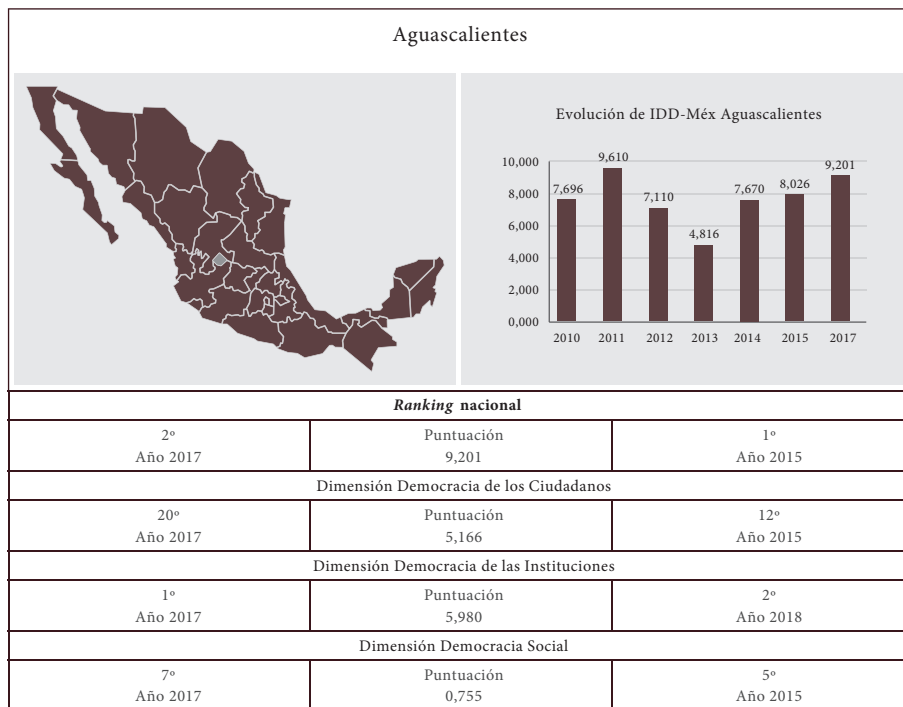 Aguascalientes
Evolución de IDD-Méx Aguascalientes
10,000
8,000
6,000
4,000
2,000
0,000
7,696
9,610
7,110
4,816
7,670
8,026
9,201
2010 2011 2012 2013 2014 2015 2017
Ranking nacional
2º Puntuación 1º
Año 2017 9,201 Año 2015
Dimensión Democracia de los Ciudadanos
20º Puntuación 12º
Año 2017 5,166 Año 2015
Dimensión Democracia de las Instituciones
1º Puntuación 2º
Año 2017 5,980 Año 2018
Dimensión Democracia Social
7º Puntuación 5º
Año 2017 0,755 Año 2015